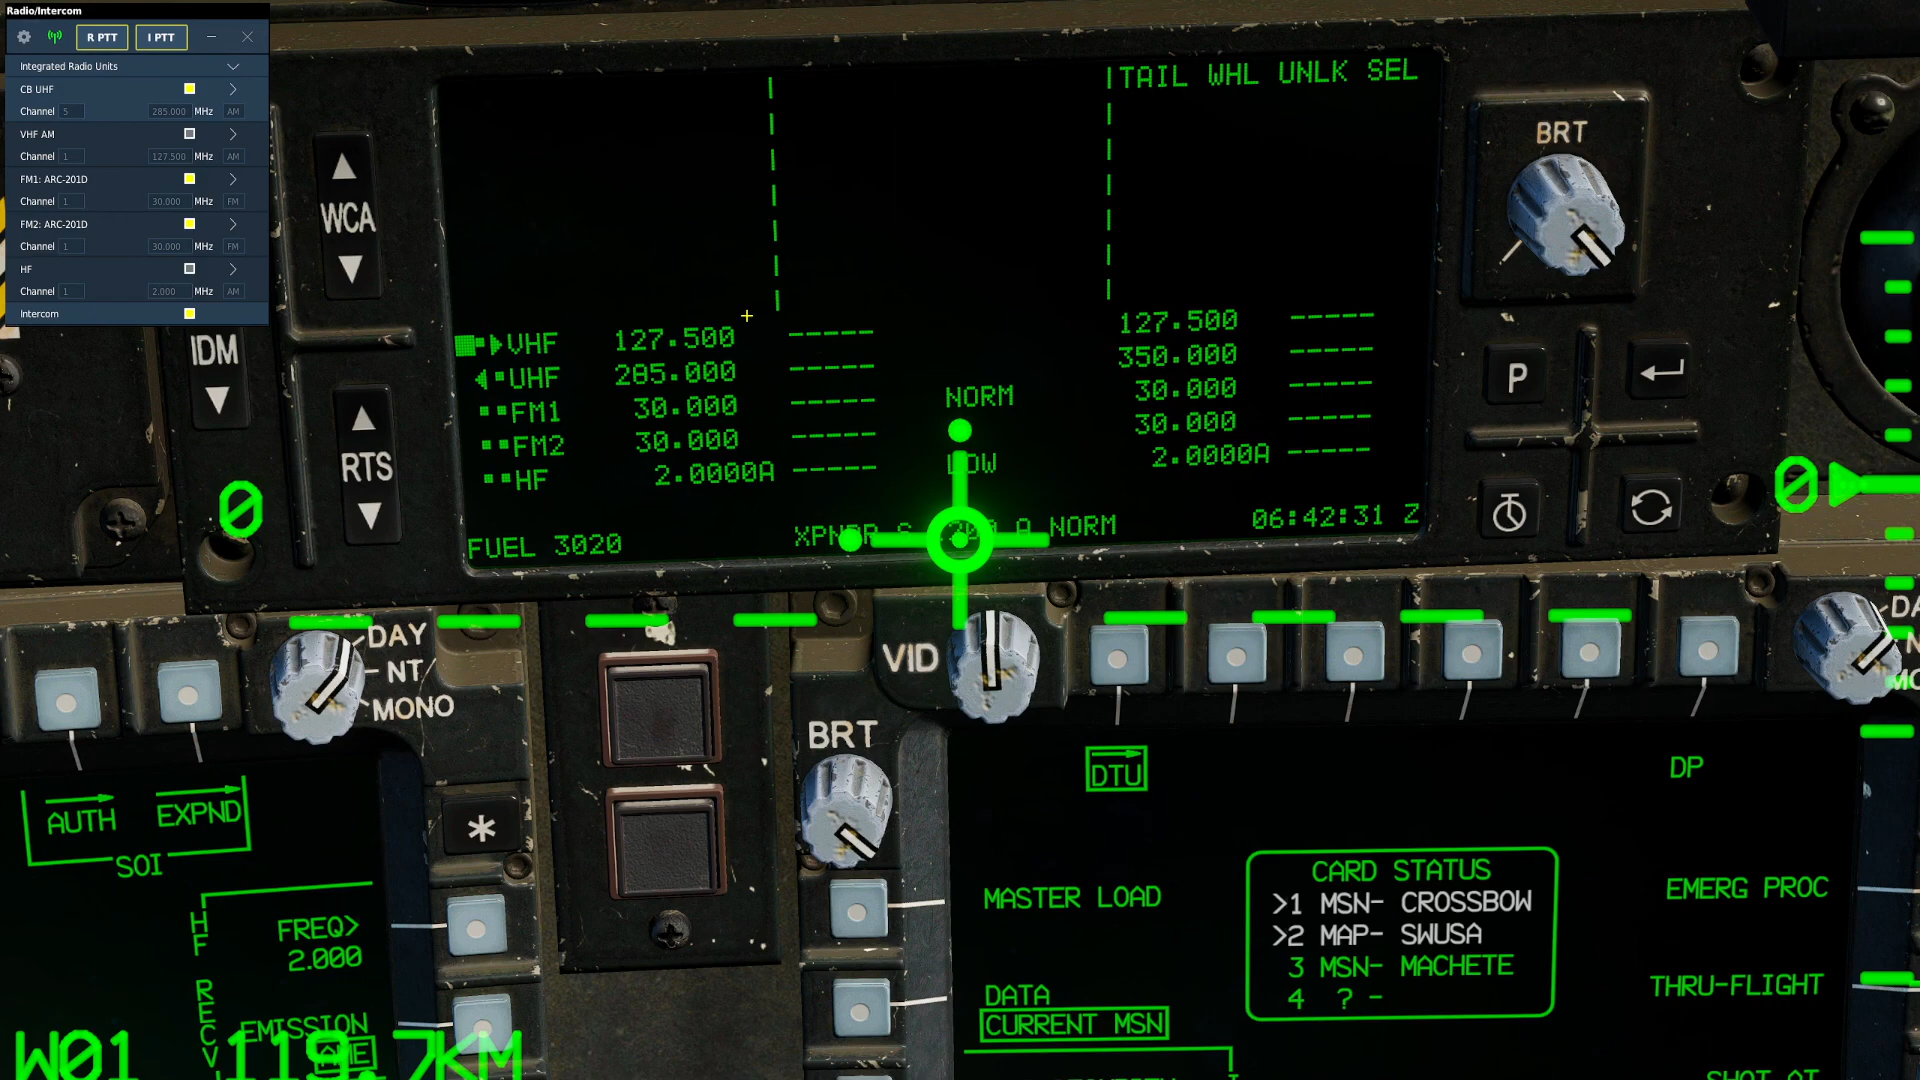 Radio/Intercom
R PTT
I PTT
Integrated Radio Units
CB UHF
Channel 5 285.000 MHz AM
VHF AM
Channel 1 127.500 MHz AM
FM1: ARC-201D
Channel 1 30.000 MHz FM
FM2: ARC-201D
Channel 1 30.000 MHz FM
HF
Channel 1 2.000 MHz AM
Intercom
WCA
IDM
RTS
TAIL WHL UNLK SEL
VHF 127.500 -----
UHF 285.000 -----
FM1 30.000 -----
FM2 30.000 -----
HF 2.0000A -----
NORM
LOW
127.500 -----
350.000 -----
30.000 -----
30.000 -----
2.0000A -----
FUEL 3020
NORM
06:42:31 Z
BRT
P
0
0
DAY
NT
MONO
VID
BRT
*
AUTH
EXPND
SOI
HF RECV
FREQ>
2.000
EMISSION
W01 119.7KM
DTU
DP
MASTER LOAD
CARD STATUS
>1 MSN- CROSSBOW
>2 MAP- SWUSA
3 MSN- MACHETE
4 ? -
EMERG PROC
THRU-FLIGHT
DATA
CURRENT MSN